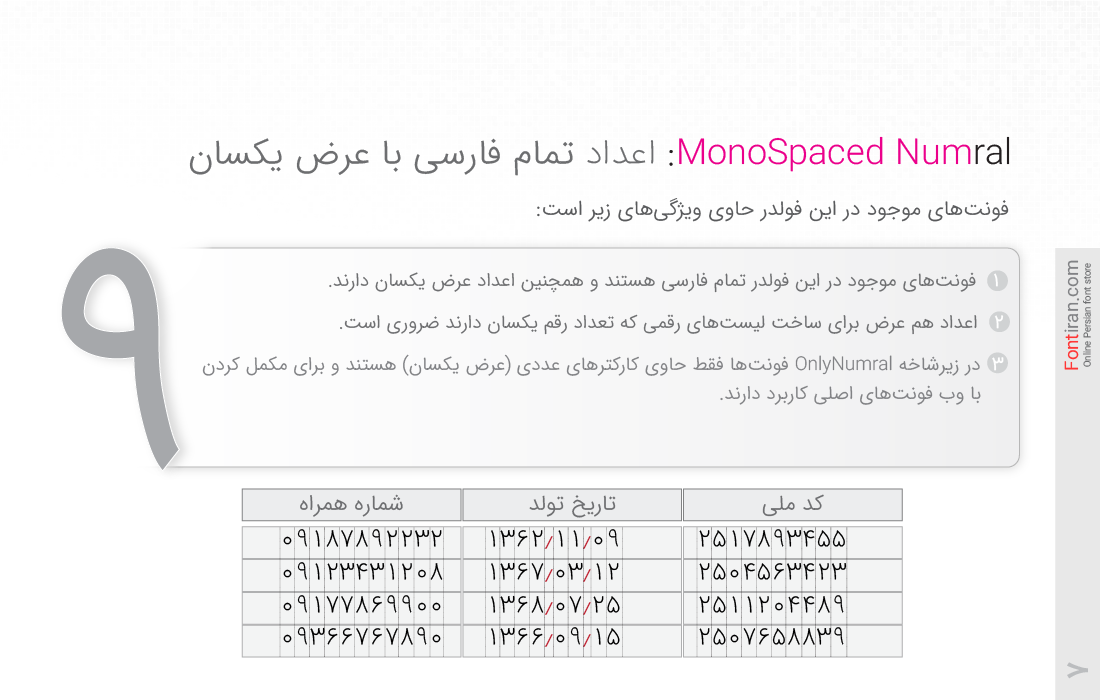 MonoSpaced Numral: اعداد تمام فارسی با عرض یکسان
فونت‌های موجود در این فولدر حاوی ویژگی‌های زیر است:
۹
۱ فونت‌های موجود در این فولدر تمام فارسی هستند و همچنین اعداد عرض یکسان دارند.
۲ اعداد هم عرض برای ساخت لیست‌های رقمی که تعداد رقم یکسان دارند ضروری است.
۳ در زیرشاخه OnlyNumral فونت‌ها فقط حاوی کارکترهای عددی (عرض یکسان) هستند و برای مکمل کردن
با وب فونت‌های اصلی کاربرد دارند.
کد ملی تاریخ تولد شماره همراه
۲۵۱۷۸۹۳۴۵۵ ۱۳۶۲/۱۱/۰۹ ۰۹۱۸۷۸۹۲۲۳۲
۲۵۰۴۵۶۳۴۲۳ ۱۳۶۷/۰۳/۱۲ ۰۹۱۲۳۴۳۱۲۰۸
۲۵۱۱۲۰۴۴۸۹ ۱۳۶۸/۰۷/۲۵ ۰۹۱۷۷۸۶۹۹۰۰
۲۵۰۷۶۵۸۸۳۹ ۱۳۶۶/۰۹/۱۵ ۰۹۳۶۶۷۶۷۸۹۰
Fontiran.com
Online Persian font store
۷